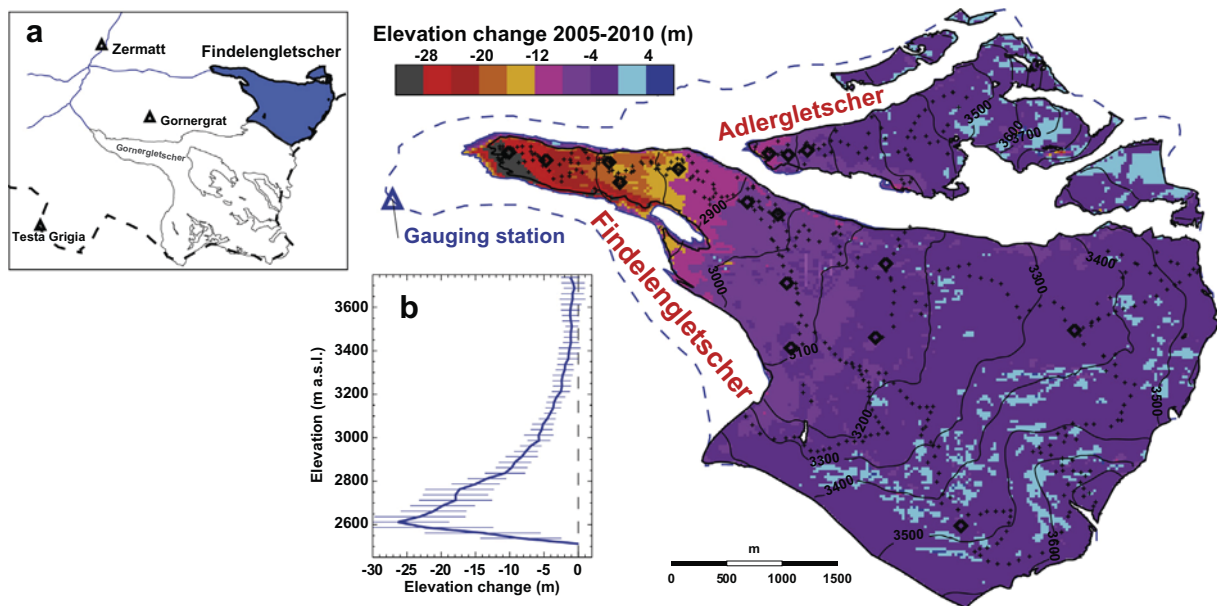 a
Zermatt
Findelengletscher
Gornergrat
Gornergletscher
Testa Grigia
Elevation change 2005-2010 (m)
-28 -20 -12 -4 4
Adlergletscher
Findelengletscher
Gauging station
3500
3600
3700
2900
3000
3100
3200
3300
3400
3300
3400
3500
3500
3600
b
Elevation (m a.s.l.)
3600
3400
3200
3000
2800
2600
-30 -25 -20 -15 -10 -5 0
Elevation change (m)
m
0 500 1000 1500